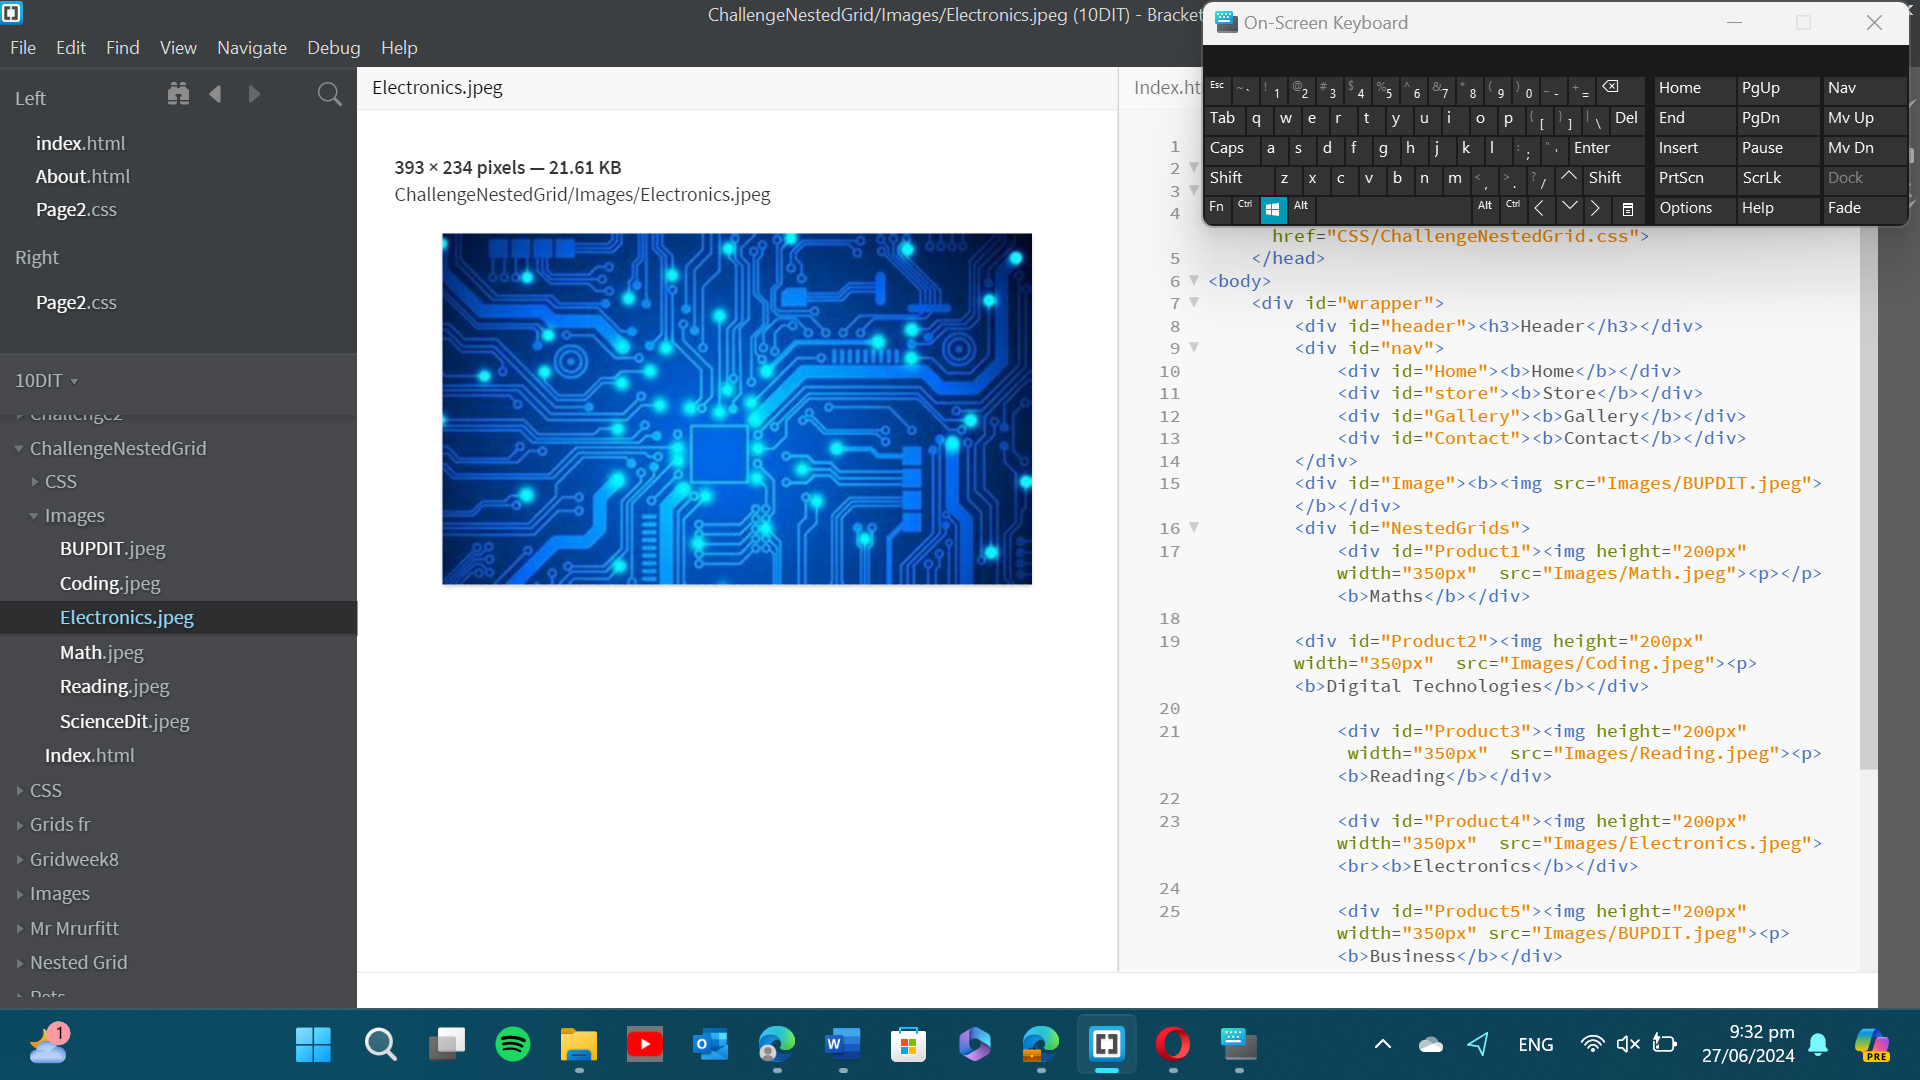 ChallengeNestedGrid/Images/Electronics.jpeg (10DIT) - Bracket
File Edit Find View Navigate Debug Help
Left
index.html
About.html
Page2.css
Right
Page2.css
10DIT
Challenge2
ChallengeNestedGrid
CSS
Images
BUPDIT.jpeg
Coding.jpeg
Electronics.jpeg
Math.jpeg
Reading.jpeg
ScienceDit.jpeg
Index.html
CSS
Grids fr
Gridweek8
Images
Mr Mrurfitt
Nested Grid
Pets
Electronics.jpeg
393 × 234 pixels — 21.61 KB
ChallengeNestedGrid/Images/Electronics.jpeg
Index.ht
On-Screen Keyboard
Esc ~ ` ! 1 @ 2 # 3 $ 4 % 5 ^ 6 & 7 * 8 ( 9 ) 0 _ - + = Home PgUp Nav
Tab q w e r t y u i o p { [ } ] | \ Del End PgDn Mv Up
Caps a s d f g h j k l : ; " ' Enter Insert Pause Mv Dn
Shift z x c v b n m < , > . ? / Shift PrtScn ScrLk Dock
Fn Ctrl Alt Alt Ctrl Options Help Fade
1
2
3
4
href="CSS/ChallengeNestedGrid.css">
5 </head>
6 <body>
7 <div id="wrapper">
8 <div id="header"><h3>Header</h3></div>
9 <div id="nav">
10 <div id="Home"><b>Home</b></div>
11 <div id="store"><b>Store</b></div>
12 <div id="Gallery"><b>Gallery</b></div>
13 <div id="Contact"><b>Contact</b></div>
14 </div>
15 <div id="Image"><b><img src="Images/BUPDIT.jpeg">
</b></div>
16 <div id="NestedGrids">
17 <div id="Product1"><img height="200px"
width="350px"  src="Images/Math.jpeg"><p></p>
<b>Maths</b></div>
18
19 <div id="Product2"><img height="200px"
width="350px"  src="Images/Coding.jpeg"><p>
<b>Digital Technologies</b></div>
20
21 <div id="Product3"><img height="200px"
width="350px"  src="Images/Reading.jpeg"><p>
<b>Reading</b></div>
22
23 <div id="Product4"><img height="200px"
width="350px"  src="Images/Electronics.jpeg">
<br><b>Electronics</b></div>
24
25 <div id="Product5"><img height="200px"
width="350px" src="Images/BUPDIT.jpeg"><p>
<b>Business</b></div>
1
ENG
9:32 pm
27/06/2024
PRE